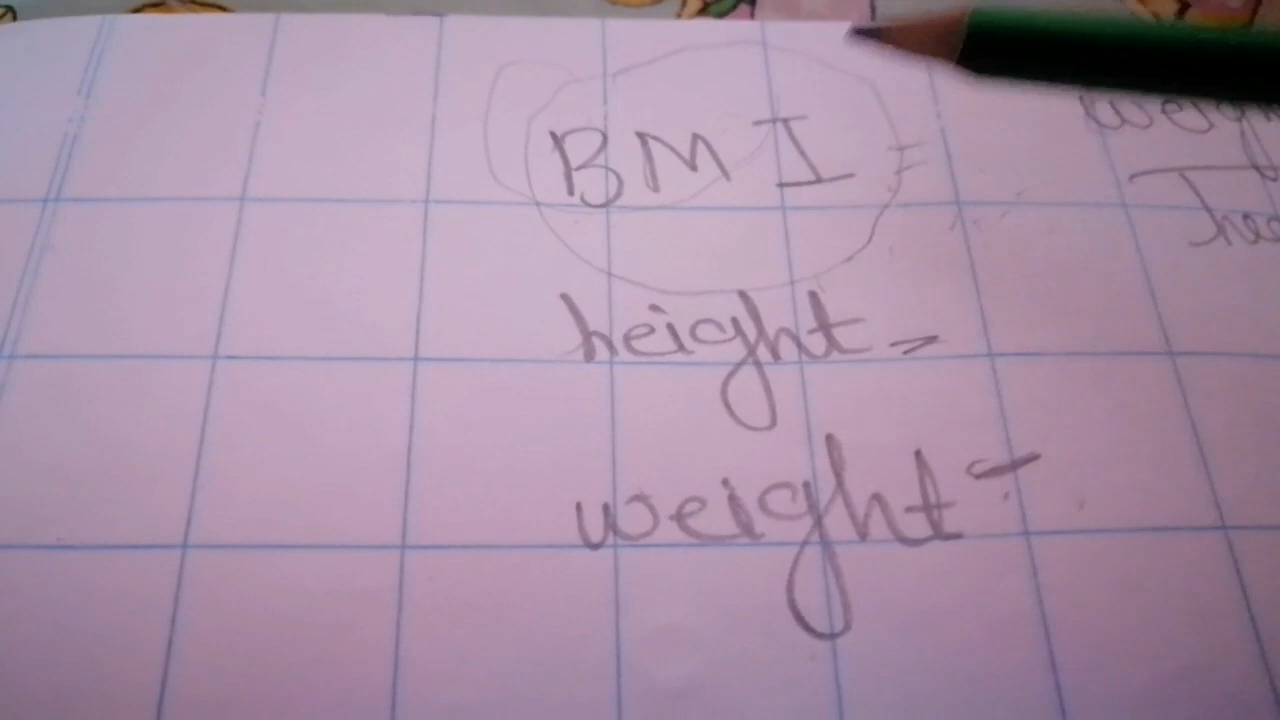 BMI =
height =
weight =